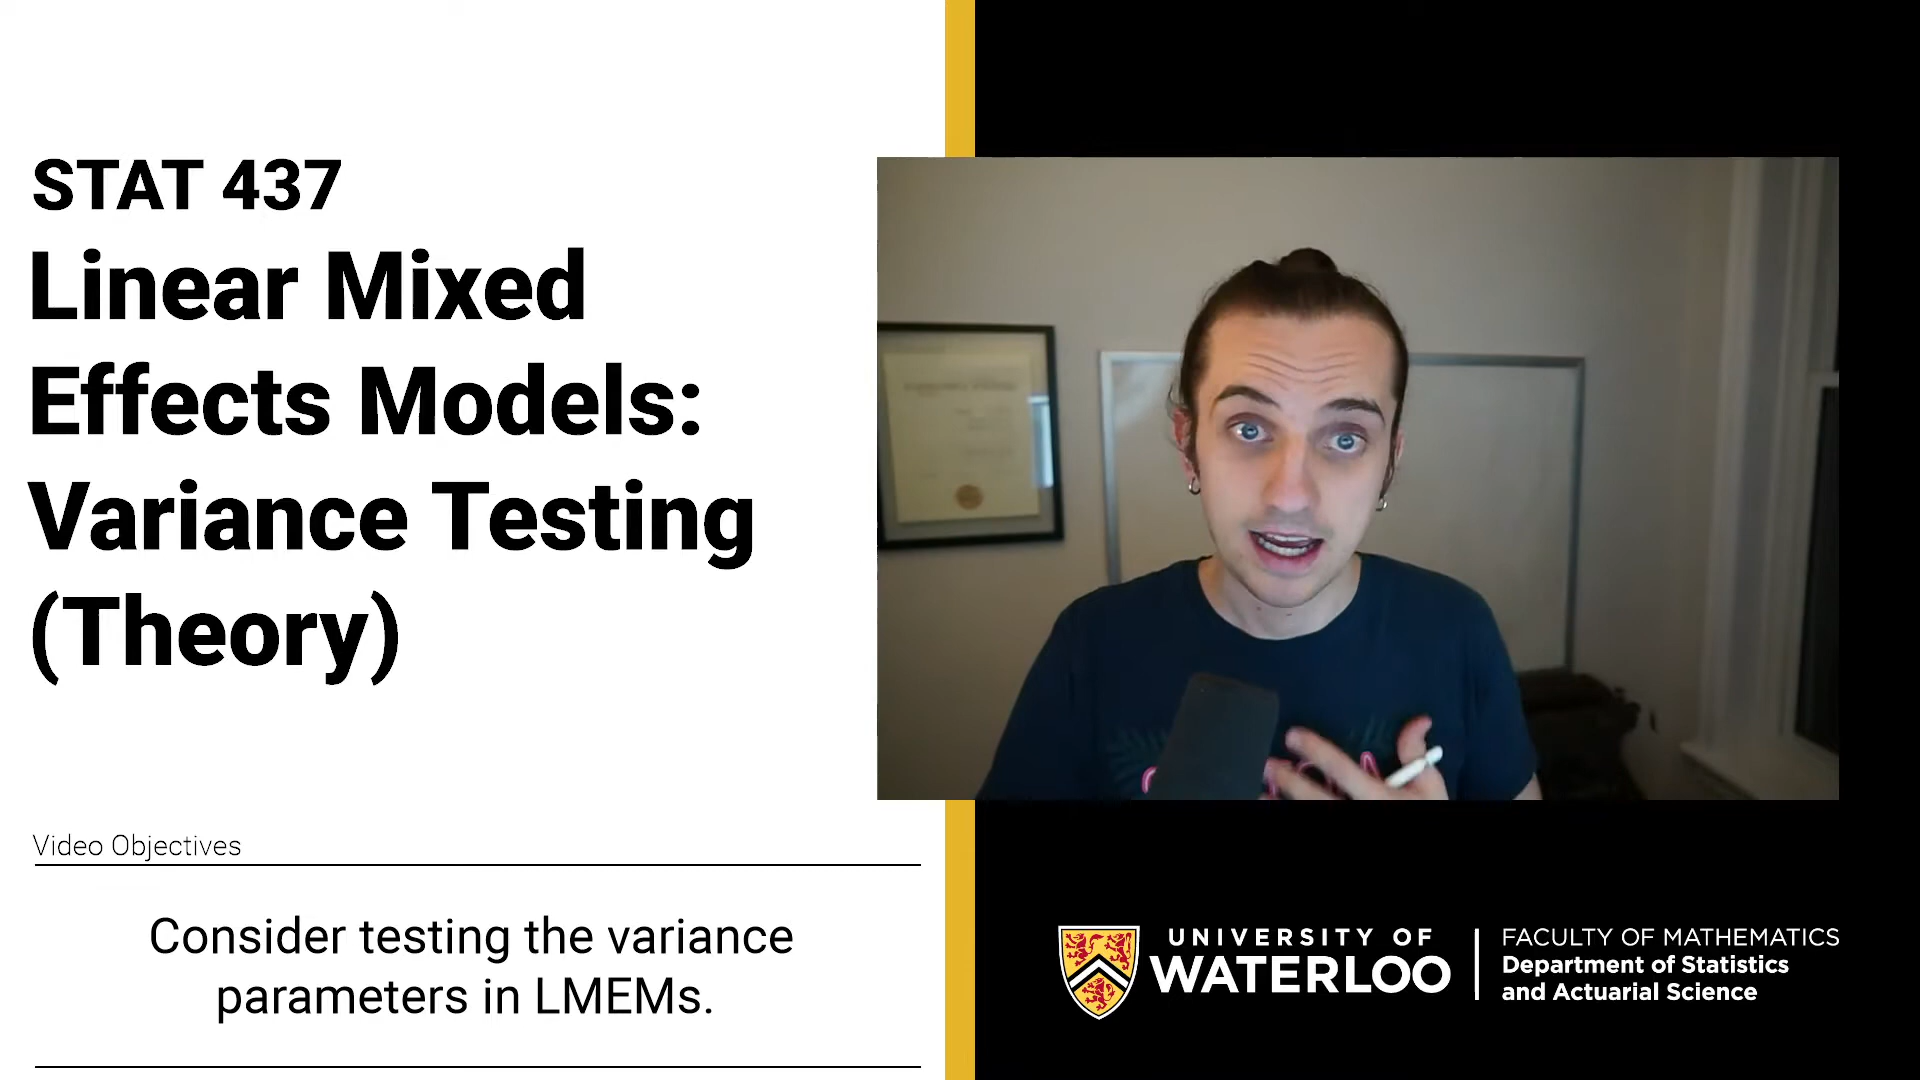 STAT 437
Linear Mixed
Effects Models:
Variance Testing
(Theory)
Video Objectives
Consider testing the variance
parameters in LMEMs.
UNIVERSITY OF
WATERLOO
FACULTY OF MATHEMATICS
Department of Statistics
and Actuarial Science